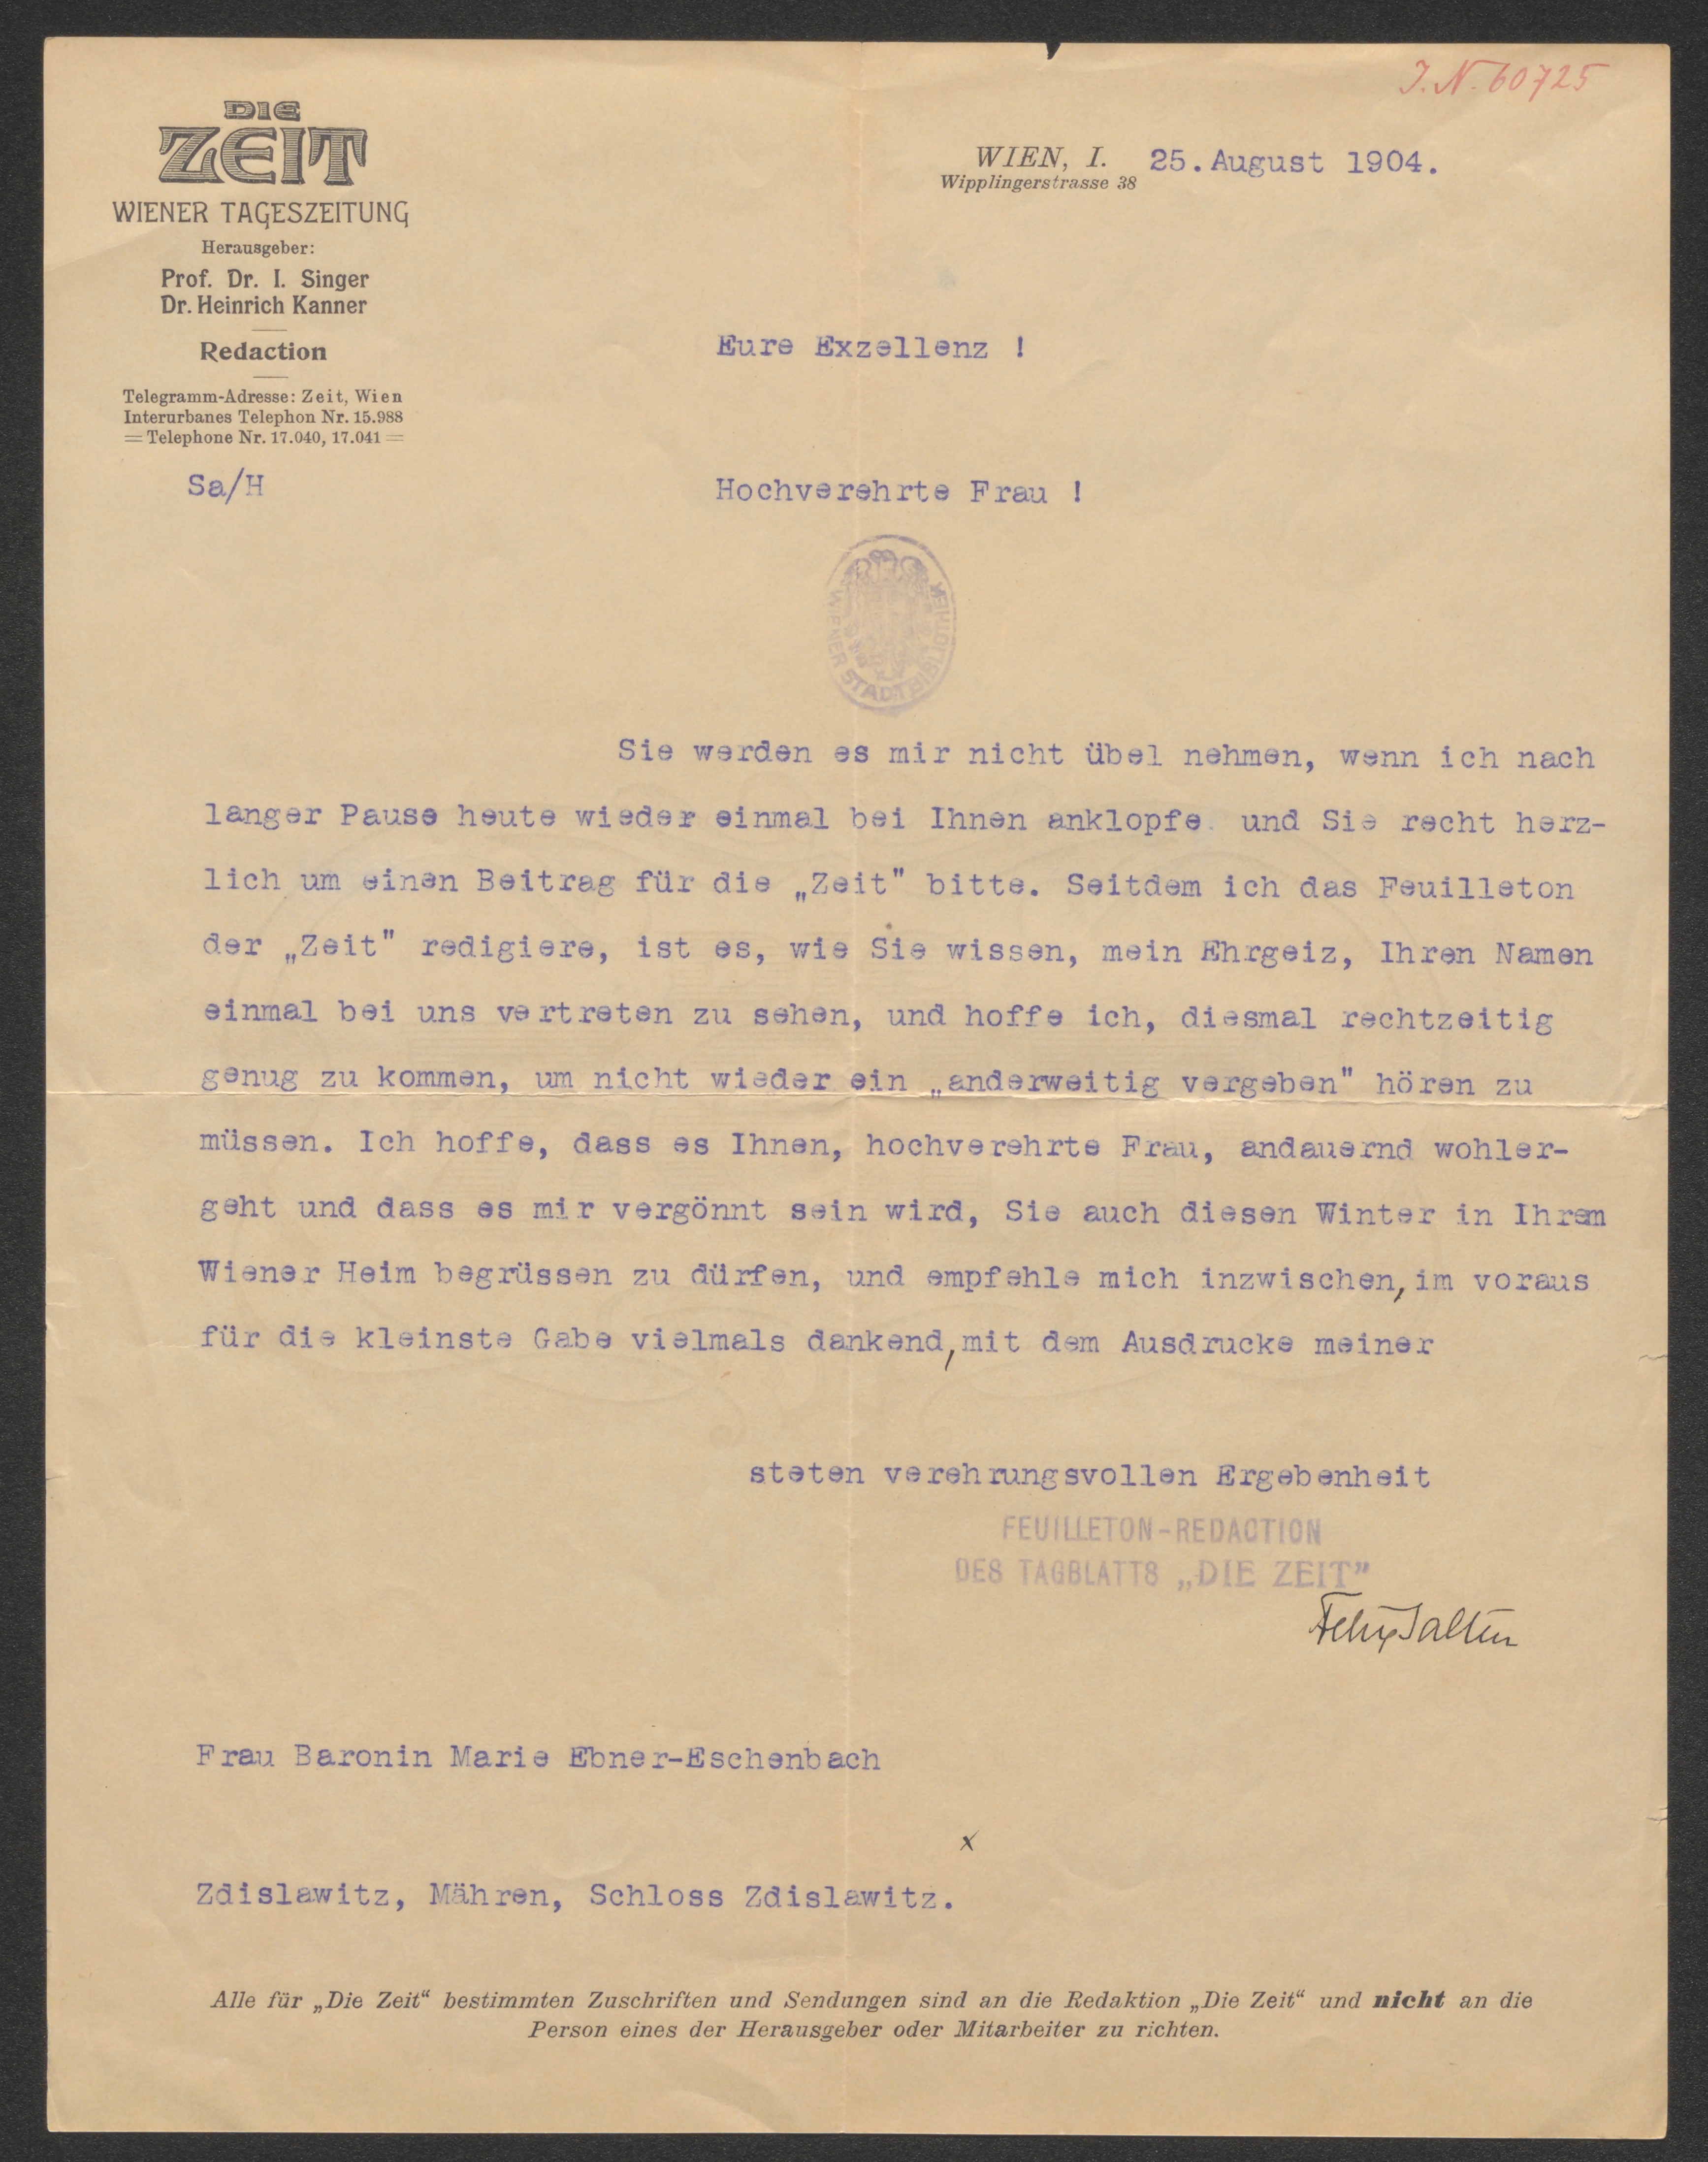 I.N. 60725
DIE
ZEIT
WIENER TAGESZEITUNG
Herausgeber:
Prof. Dr. I. Singer
Dr. Heinrich Kanner
Redaction
Telegramm-Adresse: Zeit, Wien
Interurbanes Telephon Nr. 15.988
Telephone Nr. 17.040, 17.041
WIEN, I. 25. August 1904.
Wipplingerstrasse 38
Eure Exzellenz !
Sa/H
Hochverehrte Frau !
WIENER STADTBIBLIOTHEK
Sie werden es mir nicht übel nehmen, wenn ich nach
langer Pause heute wieder einmal bei Ihnen anklopfe und Sie recht herz-
lich um einen Beitrag für die „Zeit" bitte. Seitdem ich das Feuilleton
der „Zeit" redigiere, ist es, wie Sie wissen, mein Ehrgeiz, Ihren Namen
einmal bei uns vertreten zu sehen, und hoffe ich, diesmal rechtzeitig
genug zu kommen, um nicht wieder ein „anderweitig vergeben" hören zu
müssen. Ich hoffe, dass es Ihnen, hochverehrte Frau, andauernd wohler-
geht und dass es mir vergönnt sein wird, Sie auch diesen Winter in Ihrem
Wiener Heim begrüssen zu dürfen, und empfehle mich inzwischen, im voraus
für die kleinste Gabe vielmals dankend, mit dem Ausdrucke meiner
steten verehrungsvollen Ergebenheit
FEUILLETON-REDACTION
DES TAGBLATTS „DIE ZEIT"
Felix Salten
Frau Baronin Marie Ebner-Eschenbach
x
Zdislawitz, Mähren, Schloss Zdislawitz.
Alle für „Die Zeit“ bestimmten Zuschriften und Sendungen sind an die Redaktion „Die Zeit“ und nicht an die
Person eines der Herausgeber oder Mitarbeiter zu richten.